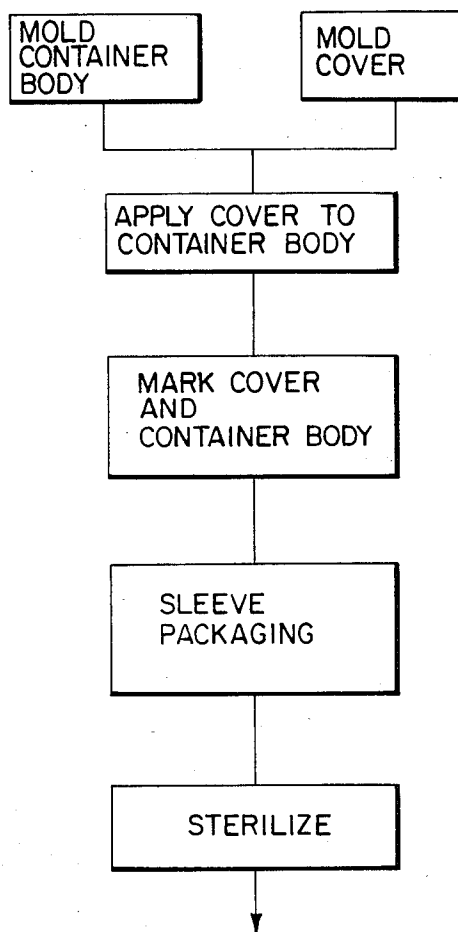 MOLD
CONTAINER
BODY
MOLD
COVER
APPLY COVER TO
CONTAINER BODY
MARK COVER
AND
CONTAINER BODY
SLEEVE
PACKAGING
STERILIZE